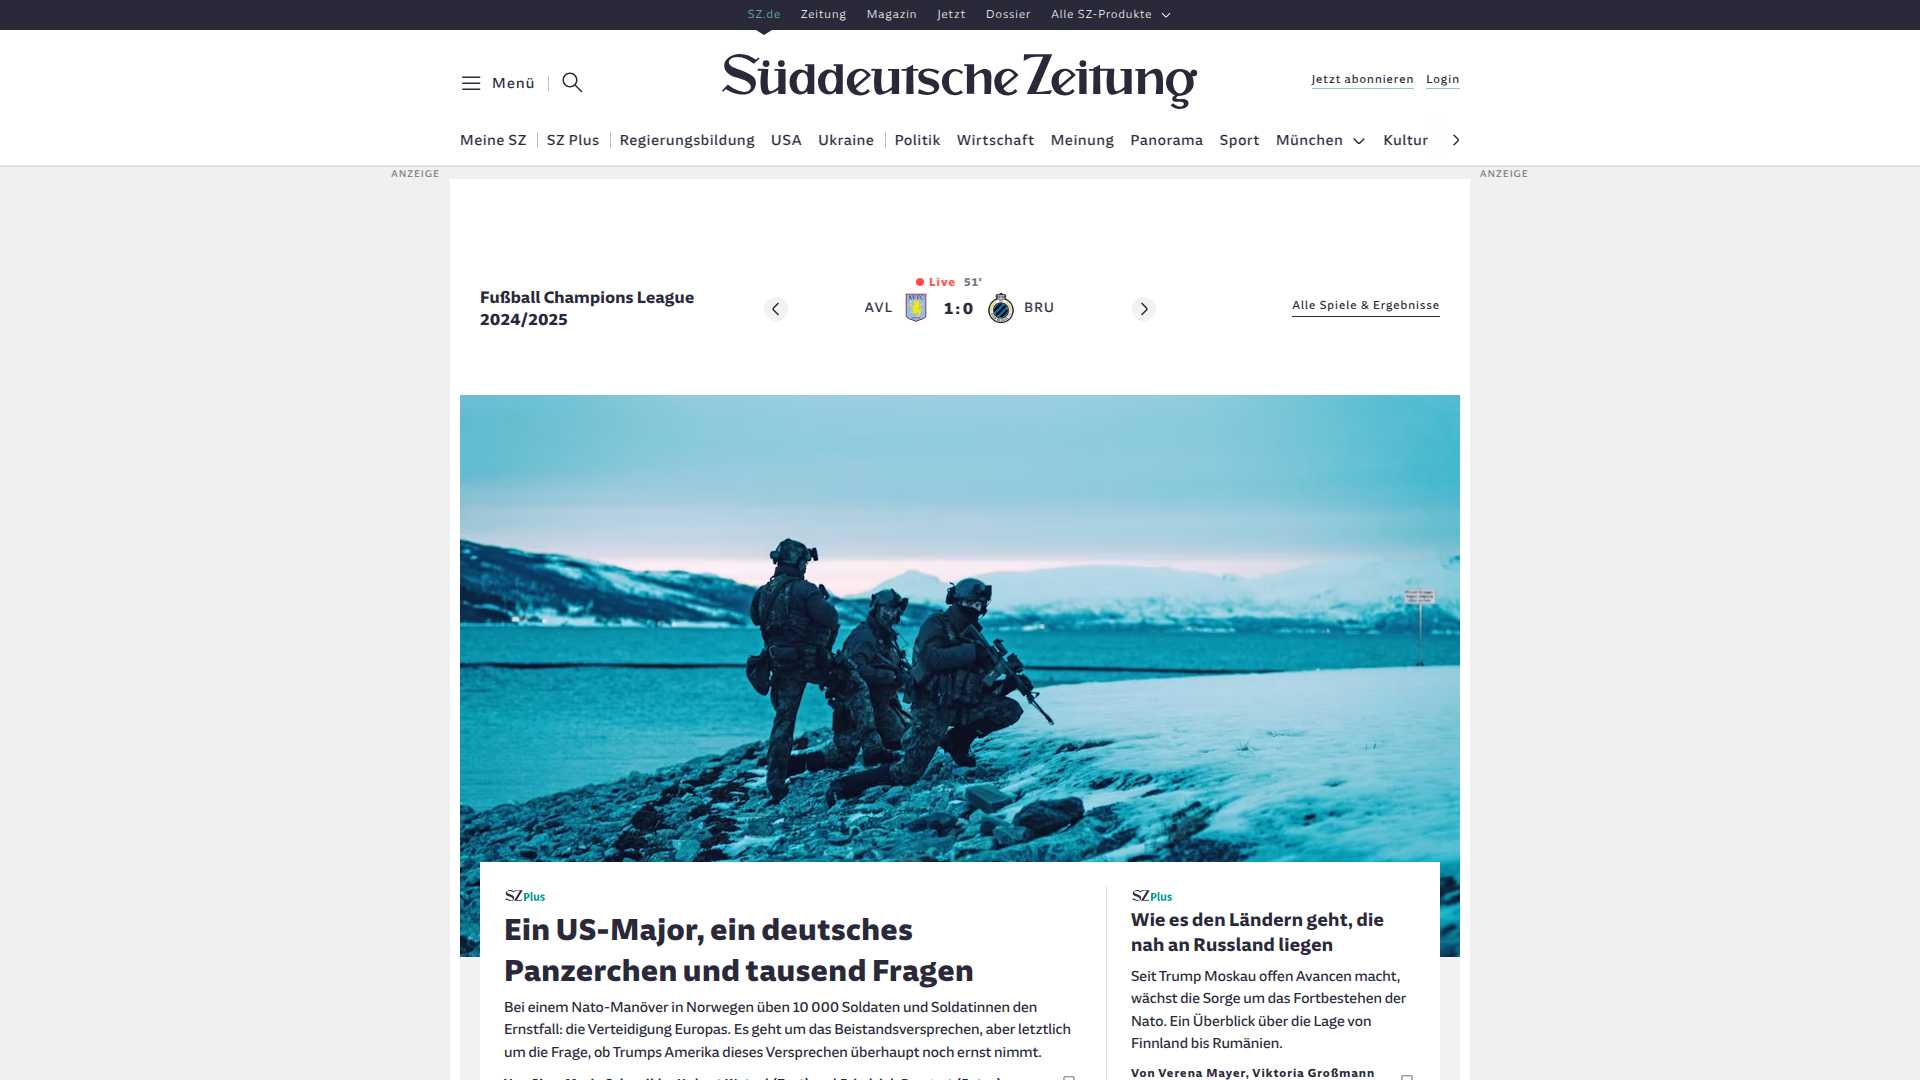 SZ.de Zeitung Magazin Jetzt Dossier Alle SZ-Produkte
Menü
Süddeutsche Zeitung
Jetzt abonnieren Login
Meine SZ SZ Plus Regierungsbildung USA Ukraine Politik Wirtschaft Meinung Panorama Sport München Kultur
ANZEIGE
ANZEIGE
Fußball Champions League
2024/2025
Live 51'
AVL 1:0 BRU
Alle Spiele & Ergebnisse
SZ Plus
Ein US-Major, ein deutsches
Panzerchen und tausend Fragen
Bei einem Nato-Manöver in Norwegen üben 10 000 Soldaten und Soldatinnen den
Ernstfall: die Verteidigung Europas. Es geht um das Beistandsversprechen, aber letztlich
um die Frage, ob Trumps Amerika dieses Versprechen überhaupt noch ernst nimmt.
SZ Plus
Wie es den Ländern geht, die
nah an Russland liegen
Seit Trump Moskau offen Avancen macht,
wächst die Sorge um das Fortbestehen der
Nato. Ein Überblick über die Lage von
Finnland bis Rumänien.
Von Verena Mayer, Viktoria Großmann